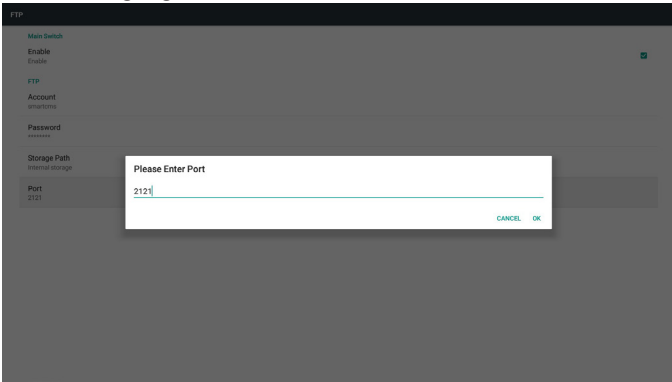 FTP
Main Switch
Enable
Enable
FTP
Account
smartcms
Password
********
Storage Path
Internal storage
Port
2121
Please Enter Port
2121
CANCEL OK